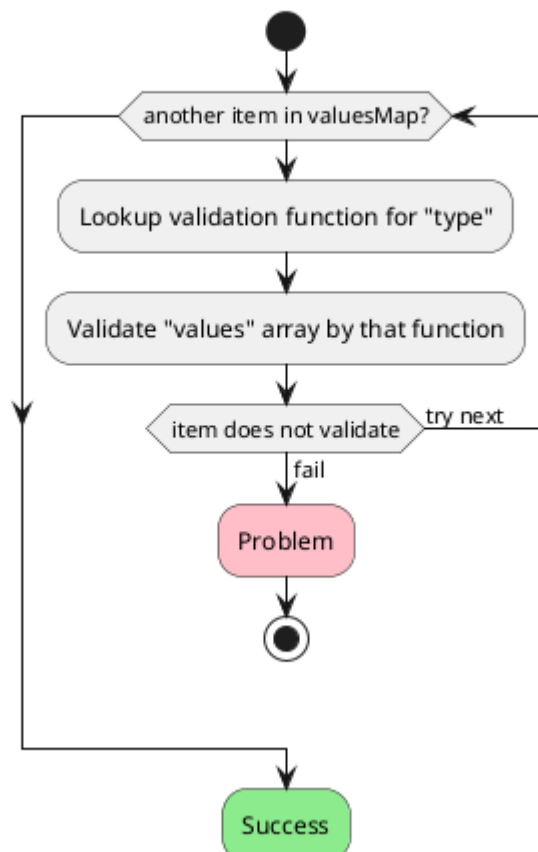 another item in valuesMap?
Lookup validation function for "type"
Validate "values" array by that function
item does not validate
try next
fail
Problem
Success